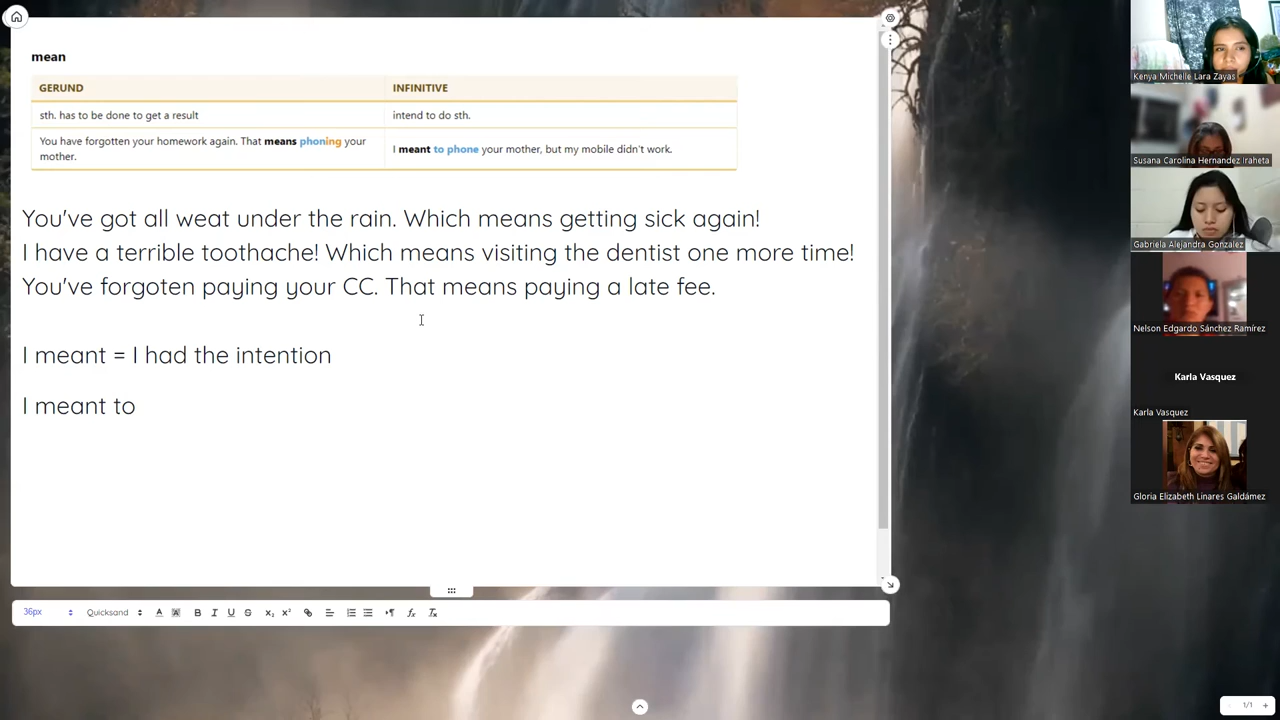 mean
GERUND INFINITIVE
sth. has to be done to get a result intend to do sth.
You have forgotten your homework again. That means phoning your mother. I meant to phone your mother, but my mobile didn't work.
You've got all weat under the rain. Which means getting sick again!
I have a terrible toothache! Which means visiting the dentist one more time!
You've forgoten paying your CC. That means paying a late fee.
I meant = I had the intention
I meant to
36px Quicksand
Kenya Michelle Lara Zayas
Susana Carolina Hernandez Iraheta
Gabriela Alejandra Gonzalez
Nelson Edgardo Sánchez Ramírez
Karla Vasquez
Karla Vasquez
Gloria Elizabeth Linares Galdámez
1/1